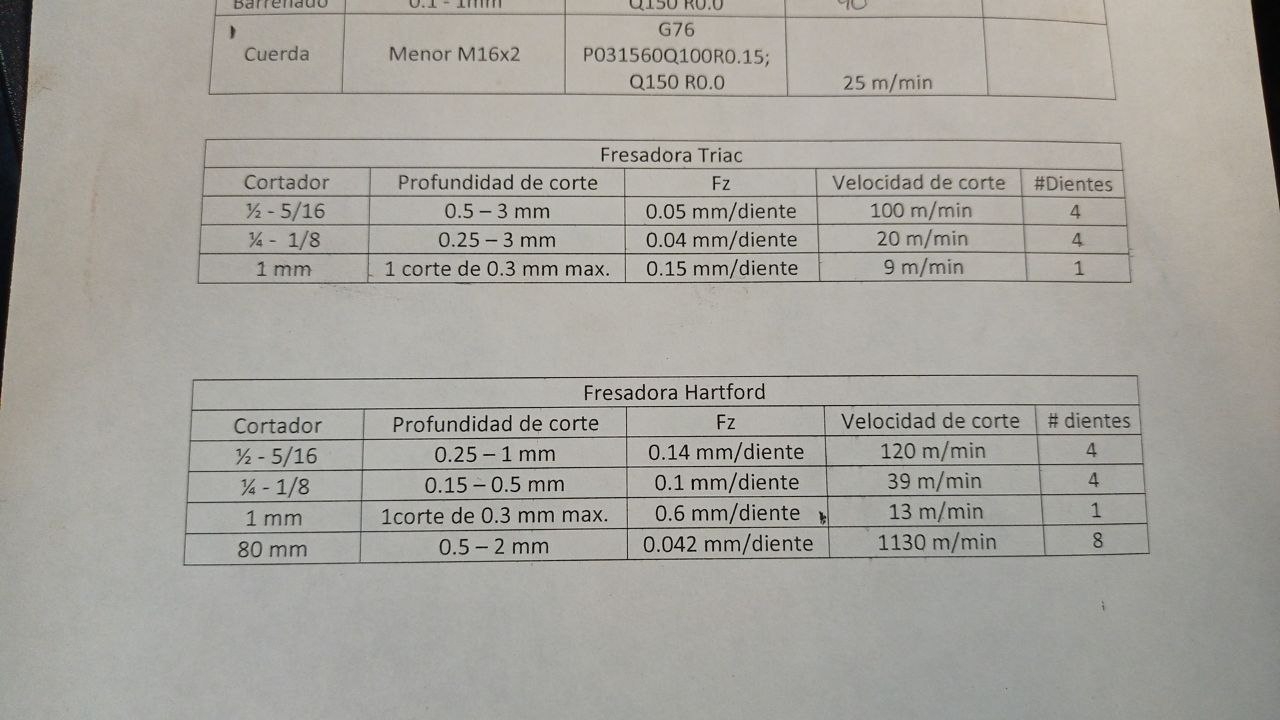 Barrenado 0.1 - 1mm Q150 R0.0 90
G76
Cuerda Menor M16x2 P031560Q100R0.15;
Q150 R0.0 25 m/min
Fresadora Triac
Cortador Profundidad de corte Fz Velocidad de corte #Dientes
½ - 5/16 0.5 – 3 mm 0.05 mm/diente 100 m/min 4
¼ - 1/8 0.25 – 3 mm 0.04 mm/diente 20 m/min 4
1 mm 1 corte de 0.3 mm max. 0.15 mm/diente 9 m/min 1
Fresadora Hartford
Cortador Profundidad de corte Fz Velocidad de corte # dientes
½ - 5/16 0.25 – 1 mm 0.14 mm/diente 120 m/min 4
¼ - 1/8 0.15 – 0.5 mm 0.1 mm/diente 39 m/min 4
1 mm 1corte de 0.3 mm max. 0.6 mm/diente 13 m/min 1
80 mm 0.5 – 2 mm 0.042 mm/diente 1130 m/min 8